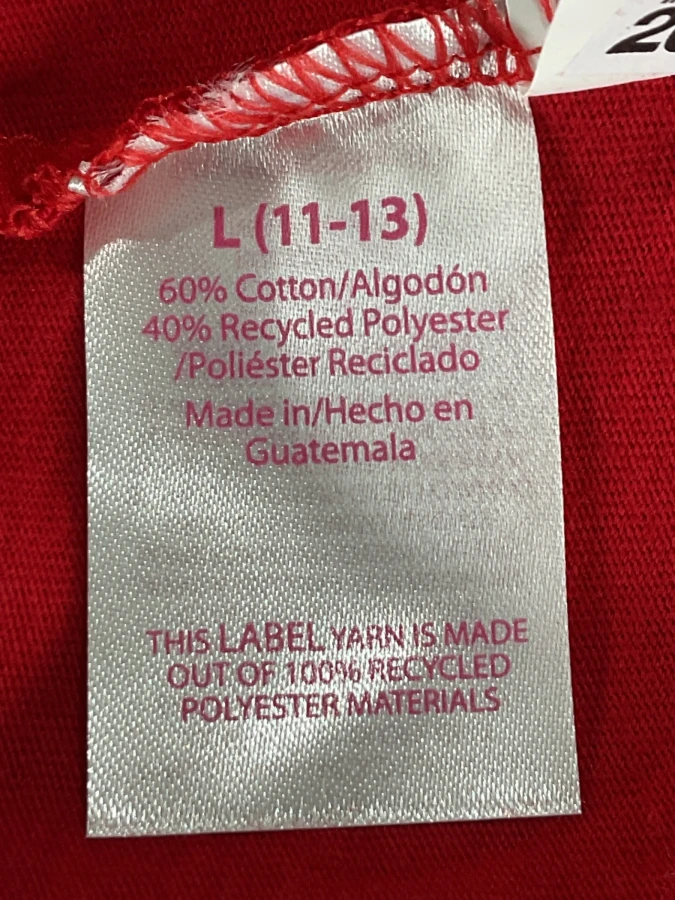 L (11-13)
60% Cotton/Algodón
40% Recycled Polyester
/Poliéster Reciclado
Made in/Hecho en
Guatemala
THIS LABEL YARN IS MADE
OUT OF 100% RECYCLED
POLYESTER MATERIALS